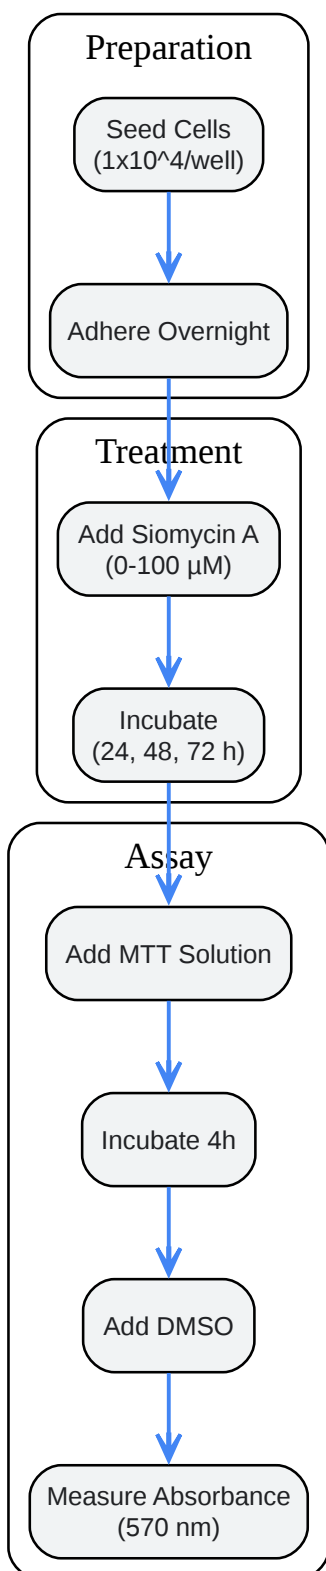 Preparation
Seed Cells
(1x10^4/well)
Adhere Overnight
Treatment
Add Siomycin A
(0-100 µM)
Incubate
(24, 48, 72 h)
Assay
Add MTT Solution
Incubate 4h
Add DMSO
Measure Absorbance
(570 nm)